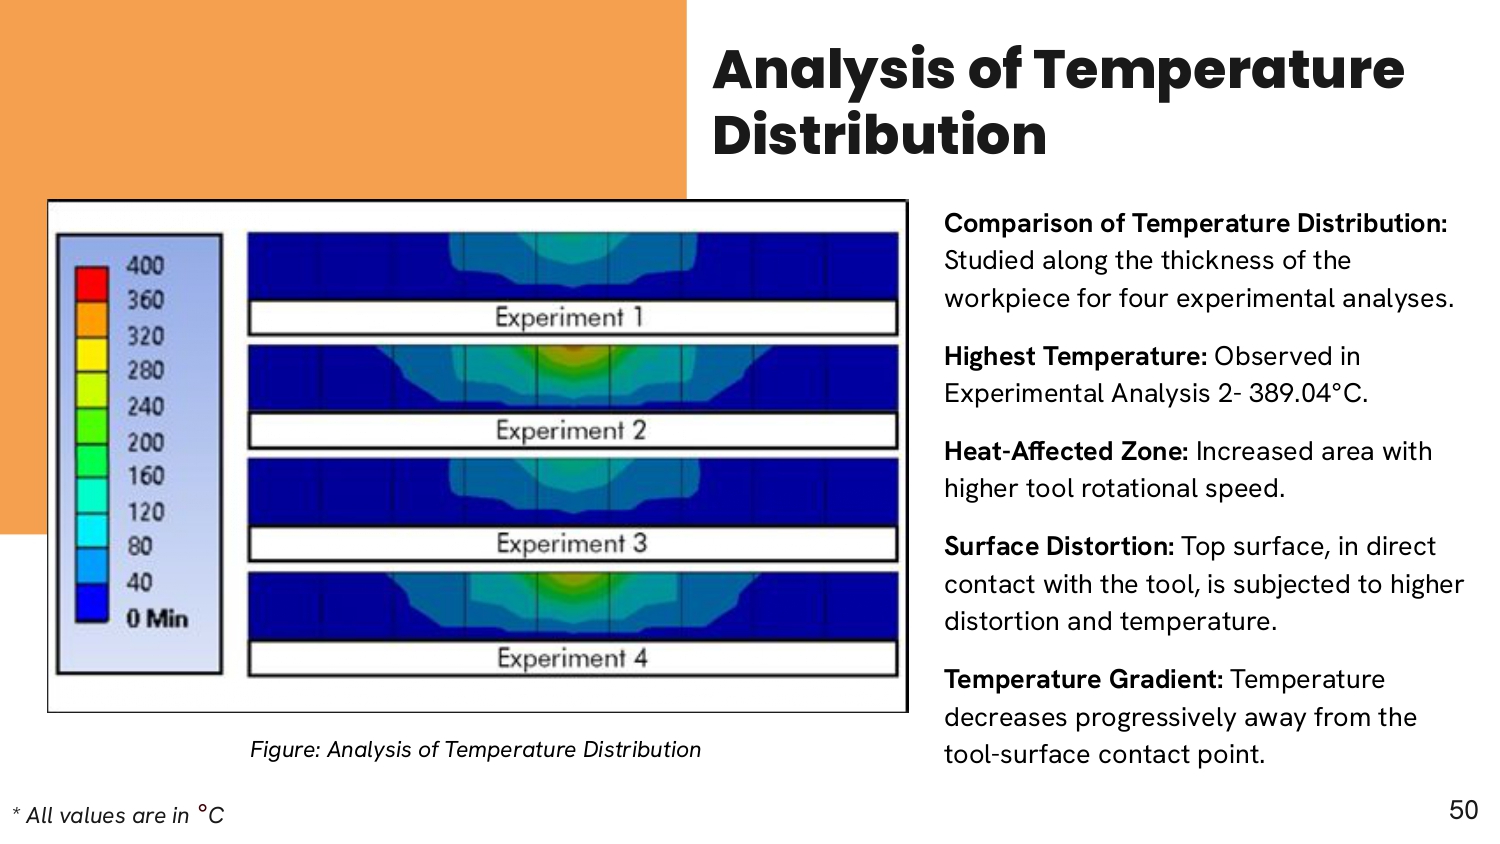 Analysis of Temperature
Distribution
400
360
320
280
240
200
160
120
80
40
0 Min
Experiment 1
Experiment 2
Experiment 3
Experiment 4
Figure: Analysis of Temperature Distribution
Comparison of Temperature Distribution:
Studied along the thickness of the
workpiece for four experimental analyses.
Highest Temperature: Observed in
Experimental Analysis 2- 389.04°C.
Heat-Affected Zone: Increased area with
higher tool rotational speed.
Surface Distortion: Top surface, in direct
contact with the tool, is subjected to higher
distortion and temperature.
Temperature Gradient: Temperature
decreases progressively away from the
tool-surface contact point.
* All values are in °C
50